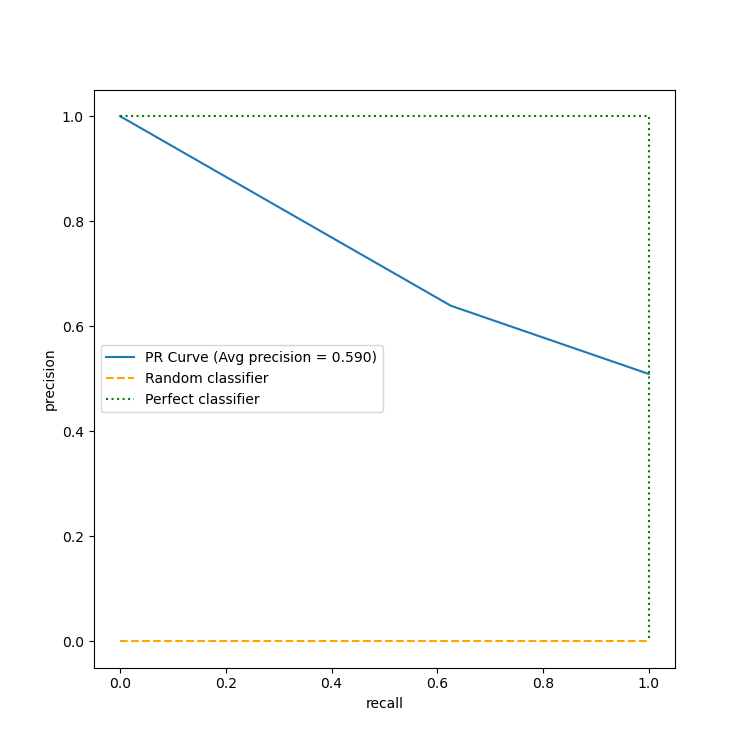 1.0
0.8
0.6
0.4
0.2
0.0
precision
PR Curve (Avg precision = 0.590)
Random classifier
Perfect classifier
0.0 0.2 0.4 0.6 0.8 1.0
recall